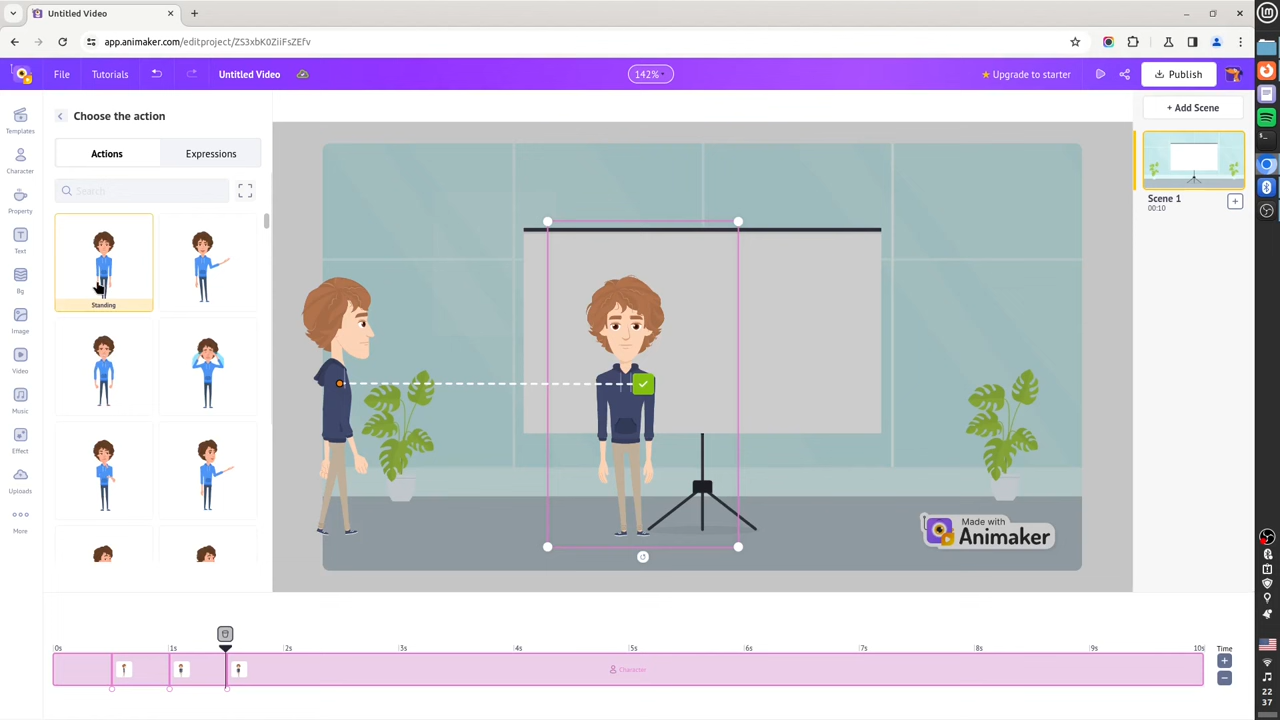 Untitled Video
app.animaker.com/editproject/ZS3xbK0ZiiFsZEfv
File
Tutorials
Untitled Video
142%
Upgrade to starter
Publish
Templates
Character
Property
Text
Bg
Image
Video
Music
Effect
Uploads
More
Choose the action
Actions
Expressions
Search
Standing
Made with
Animaker
+ Add Scene
Scene 1
00:10
0s
1s
2s
3s
4s
5s
6s
7s
8s
9s
10s
Character
Time
22
37